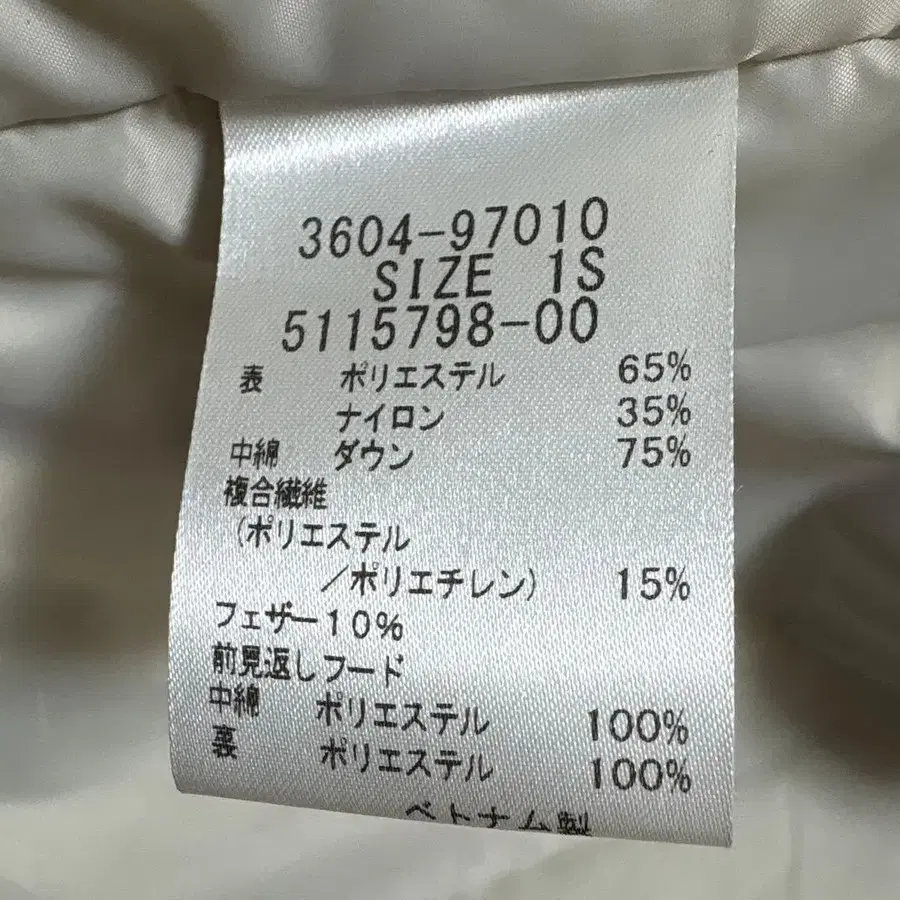 3604-97010
SIZE 1S
5115798-00
表 ポリエステル 65%
ナイロン 35%
中綿 ダウン 75%
複合繊維
(ポリエステル
/ポリエチレン) 15%
フェザー10%
前見返しフード
中綿 ポリエステル 100%
裏 ポリエステル 100%
ベトナム製